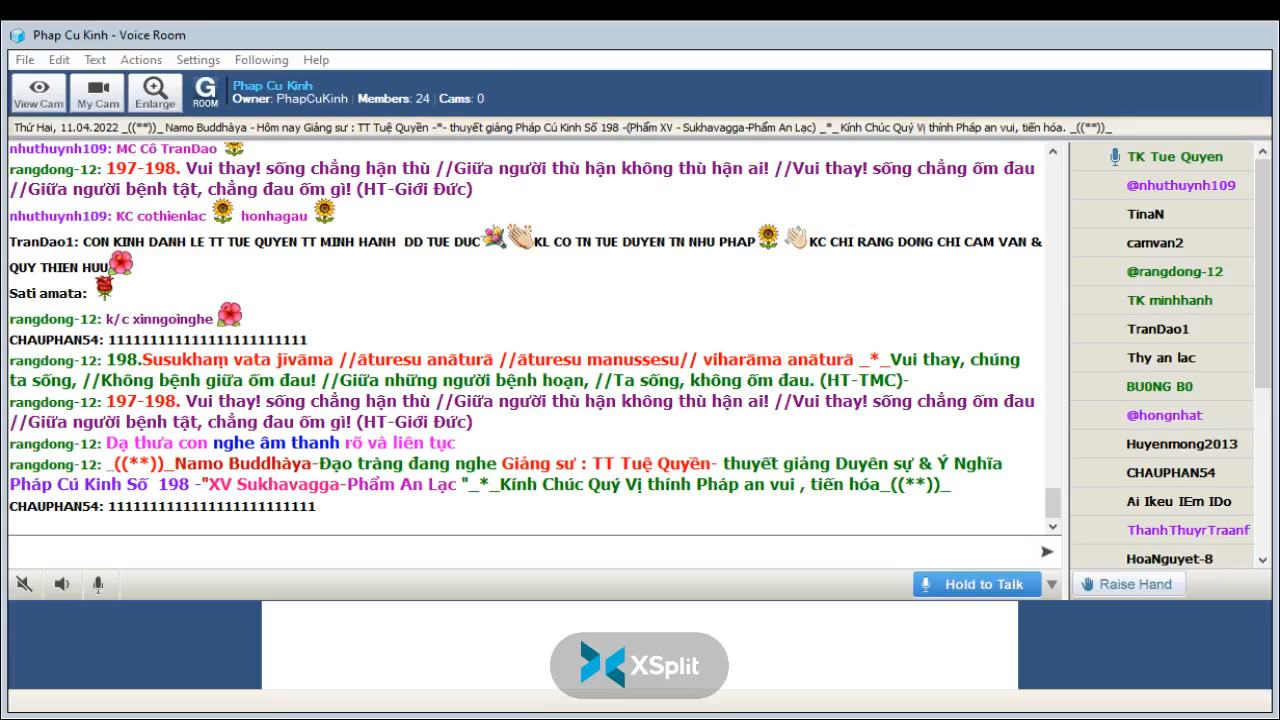 Phap Cu Kinh - Voice Room
File Edit Text Actions Settings Following Help
View Cam My Cam Enlarge G ROOM
Phap Cu Kinh
Owner: PhapCuKinh | Members: 24 | Cams: 0
Thứ Hai, 11.04.2022 _((**))_ Namo Buddhàya - Hôm nay Giảng sư : TT Tuệ Quyền -*- thuyết giảng Pháp Cú Kinh Số 198 -(Phẩm XV - Sukhavagga-Phẩm An Lạc) _*_ Kính Chúc Quý Vị thính Pháp an vui, tiến hóa. _((**))_
nhuthuynh109: MC Cô TranDao
rangdong-12: 197-198. Vui thay! sống chẳng hận thù //Giữa người thù hận không thù hận ai! //Vui thay! sống chẳng ốm đau
//Giữa người bệnh tật, chẳng đau ốm gì! (HT-Giới Đức)
nhuthuynh109: KC cothienlac honhagau
TranDao1: CON KINH DANH LE TT TUE QUYEN TT MINH HANH DD TUE DUC KL CO TN TUE DUYEN TN NHU PHAP KC CHI RANG DONG CHI CAM VAN &
QUY THIEN HUU
Sati amata:
rangdong-12: k/c xinngoinghe
CHAUPHAN54: 1111111111111111111111111
rangdong-12: 198.Susukhaṃ vata jīvāma //āturesu anāturā //āturesu manussesu// viharāma anāturā _*_Vui thay, chúng
ta sống, //Không bệnh giữa ốm đau! //Giữa những người bệnh hoạn, //Ta sống, không ốm đau. (HT-TMC)-
rangdong-12: 197-198. Vui thay! sống chẳng hận thù //Giữa người thù hận không thù hận ai! //Vui thay! sống chẳng ốm đau
//Giữa người bệnh tật, chẳng đau ốm gì! (HT-Giới Đức)
rangdong-12: Dạ thưa con nghe âm thanh rõ và liên tục
rangdong-12: _((**))_Namo Buddhàya-Đạo tràng đang nghe Giảng sư : TT Tuệ Quyền- thuyết giảng Duyên sự & Ý Nghĩa
Pháp Cú Kinh Số 198 -"XV Sukhavagga-Phẩm An Lạc "_*_Kính Chúc Quý Vị thính Pháp an vui , tiến hóa_((**))_
CHAUPHAN54: 11111111111111111111111111
TK Tue Quyen
@nhuthuynh109
TinaN
camvan2
@rangdong-12
TK minhhanh
TranDao1
Thy an lac
BU0NG B0
@hongnhat
Huyenmong2013
CHAUPHAN54
Ai Ikeu IEm IDo
ThanhThuyrTraanf
HoaNguyet-8
Hold to Talk
Raise Hand
XSplit